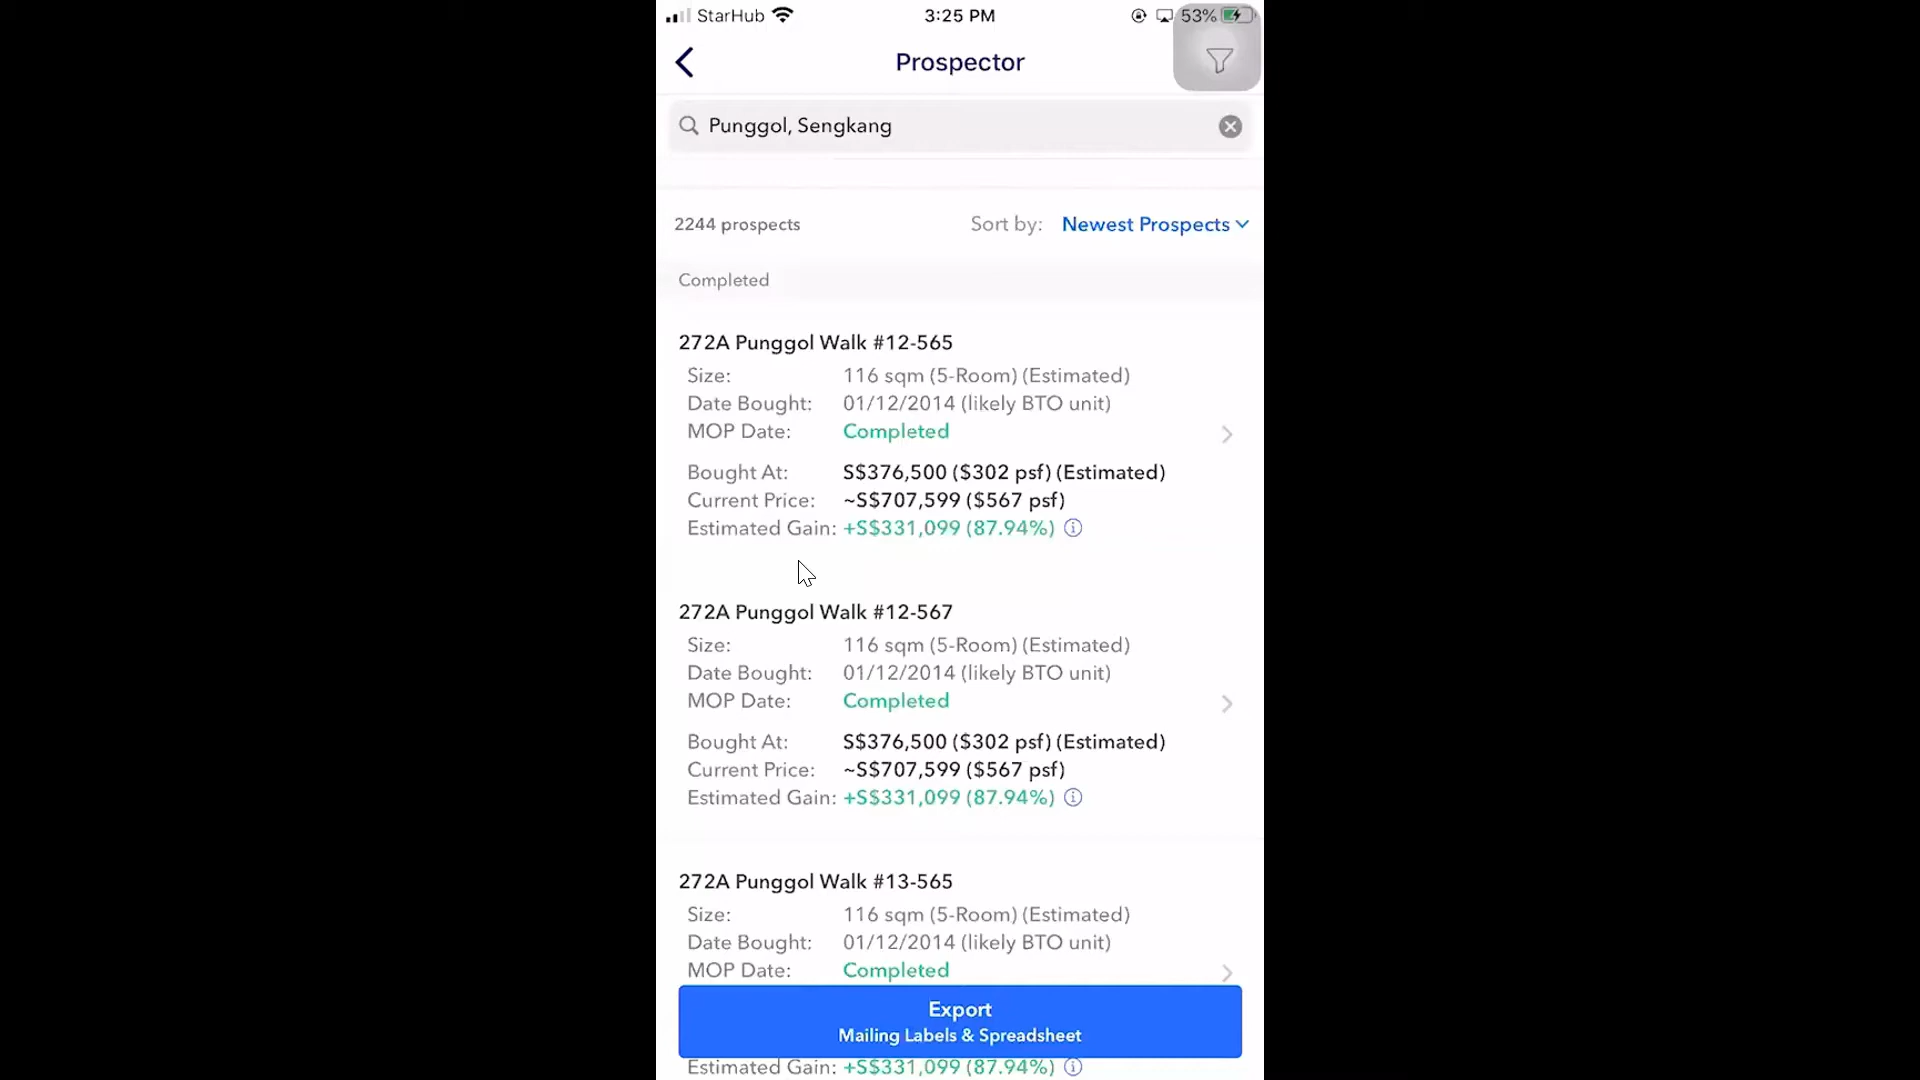 StarHub 3:25 PM 53%
Prospector
Punggol, Sengkang
2244 prospects Sort by: Newest Prospects
Completed
272A Punggol Walk #12-565
Size: 116 sqm (5-Room) (Estimated)
Date Bought: 01/12/2014 (likely BTO unit)
MOP Date: Completed
Bought At: S$376,500 ($302 psf) (Estimated)
Current Price: ~S$707,599 ($567 psf)
Estimated Gain: +S$331,099 (87.94%)
272A Punggol Walk #12-567
Size: 116 sqm (5-Room) (Estimated)
Date Bought: 01/12/2014 (likely BTO unit)
MOP Date: Completed
Bought At: S$376,500 ($302 psf) (Estimated)
Current Price: ~S$707,599 ($567 psf)
Estimated Gain: +S$331,099 (87.94%)
272A Punggol Walk #13-565
Size: 116 sqm (5-Room) (Estimated)
Date Bought: 01/12/2014 (likely BTO unit)
MOP Date: Completed
Export
Mailing Labels & Spreadsheet
Estimated Gain: +S$331,099 (87.94%)